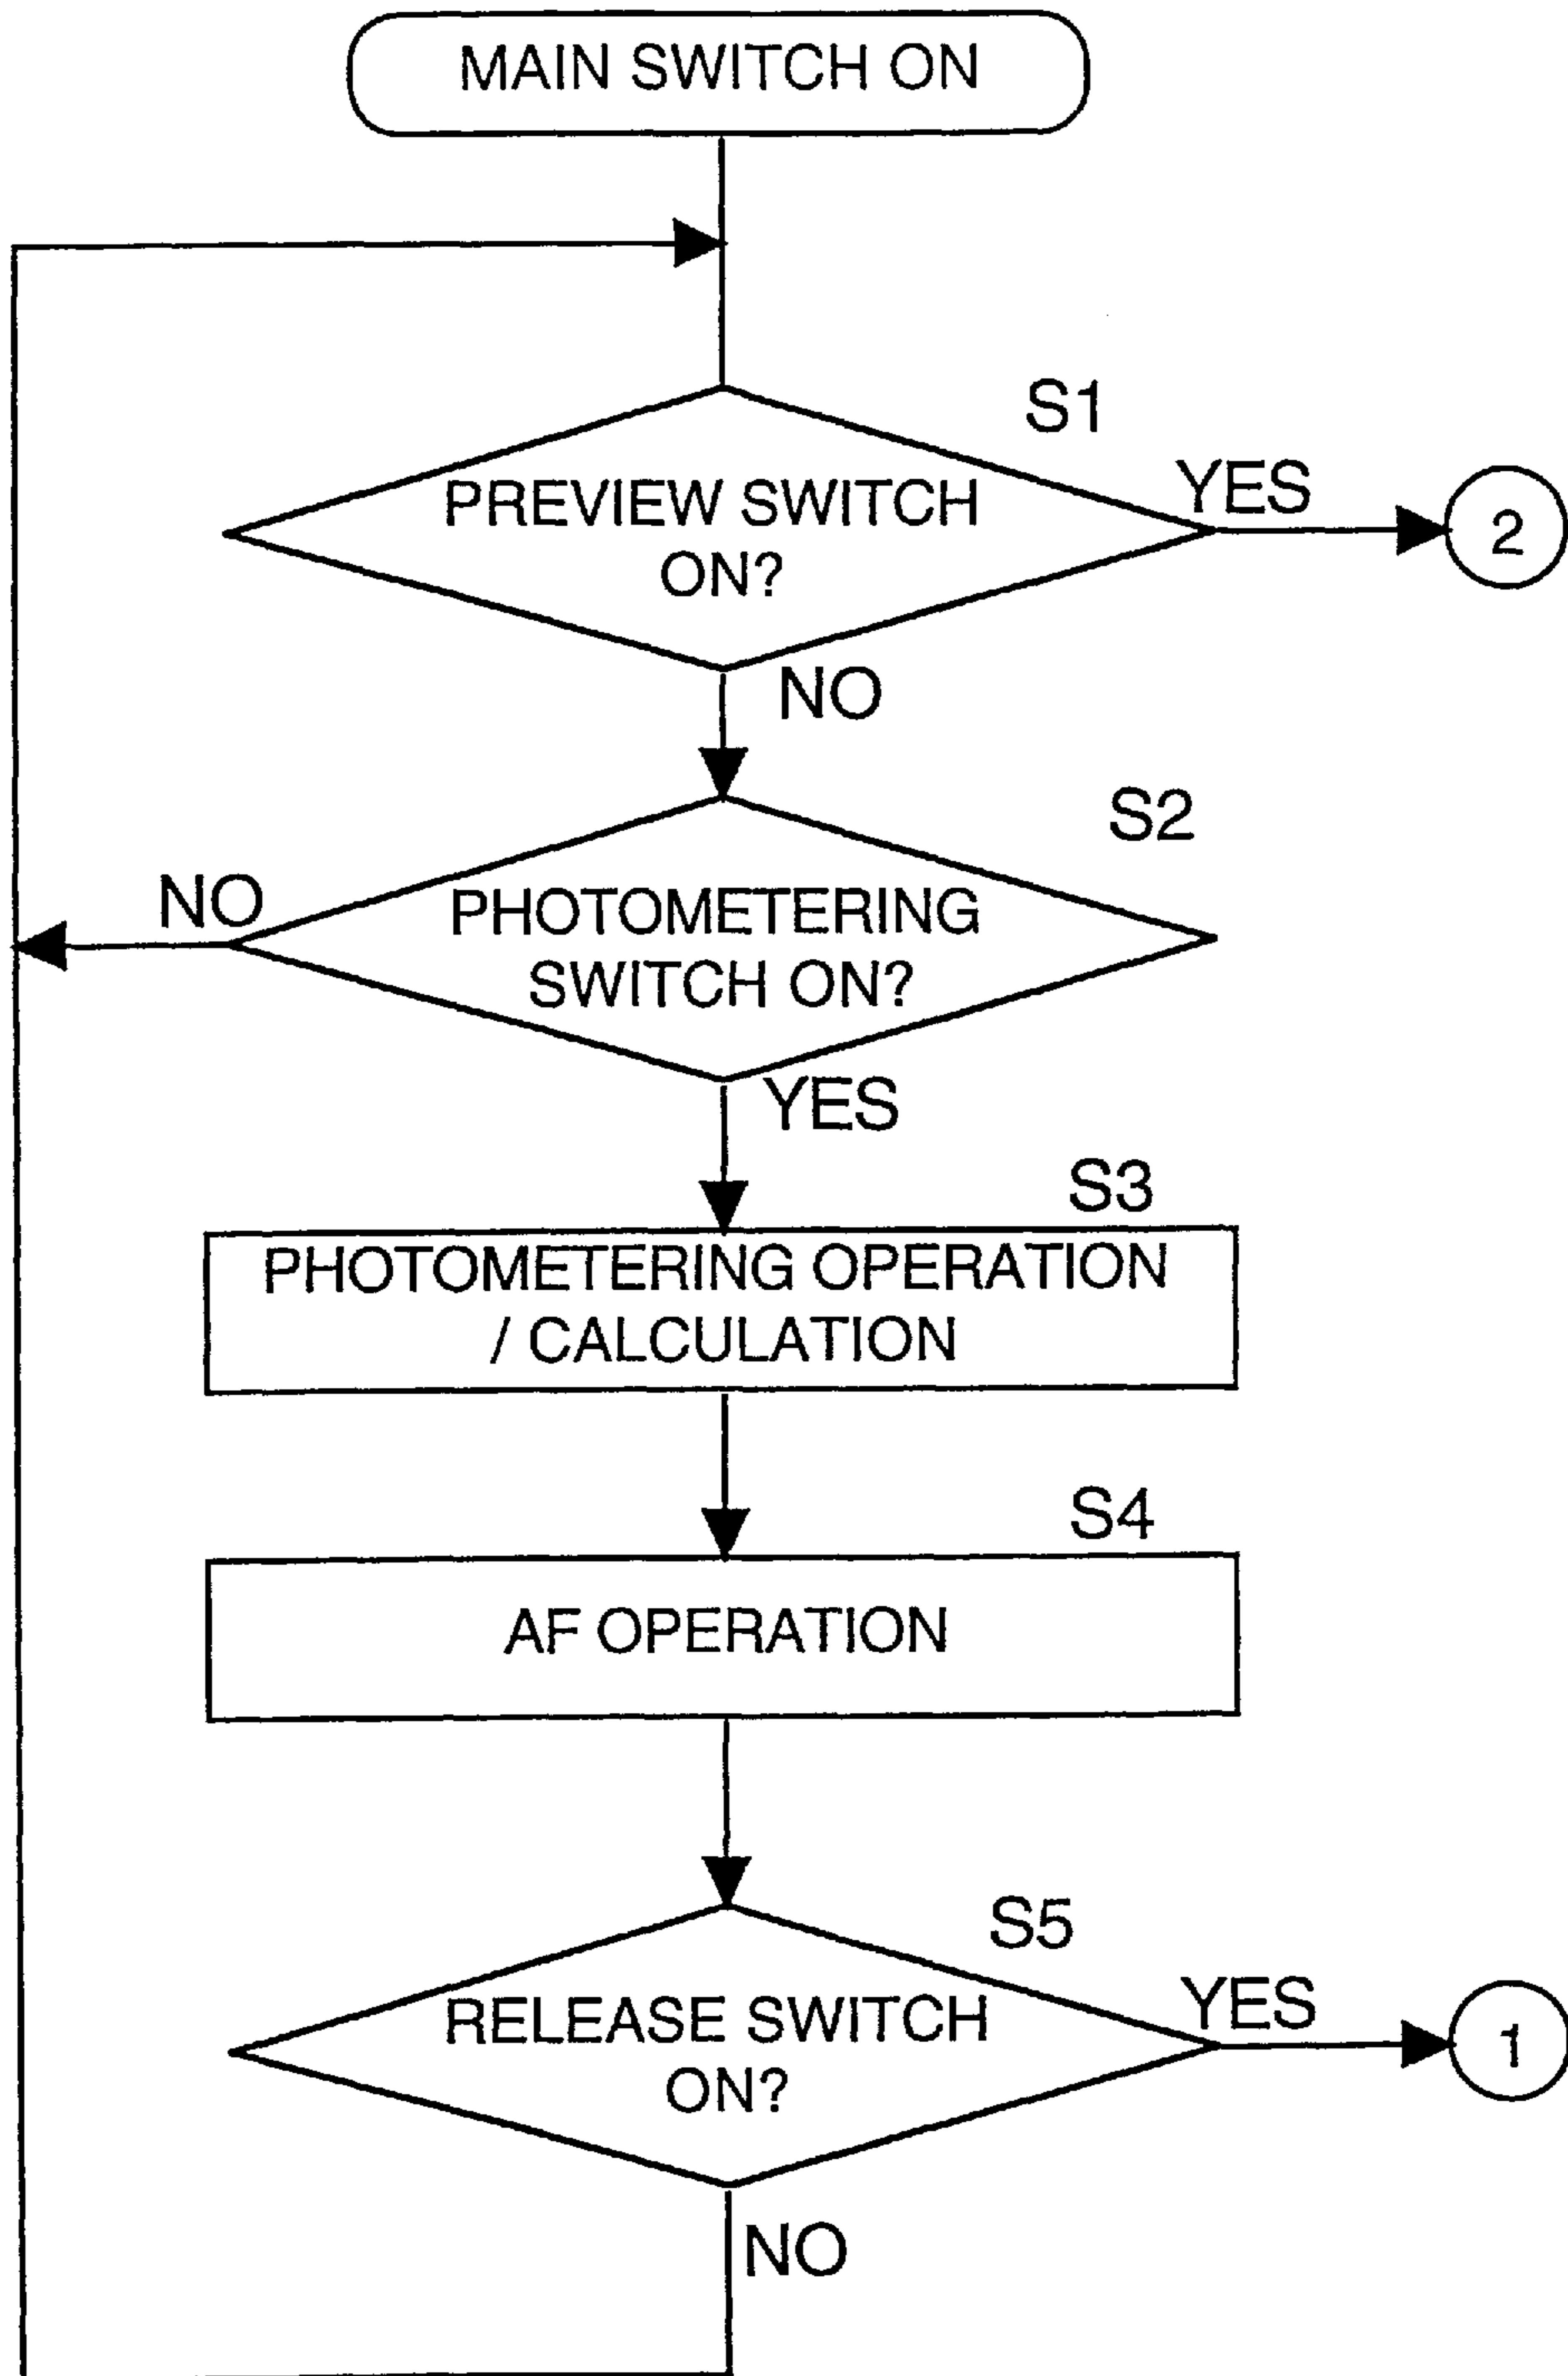 MAIN SWITCH ON
S1
PREVIEW SWITCH
ON?
YES
2
NO
S2
NO
PHOTOMETERING
SWITCH ON?
YES
S3
PHOTOMETERING OPERATION
/ CALCULATION
S4
AF OPERATION
S5
RELEASE SWITCH
ON?
YES
1
NO